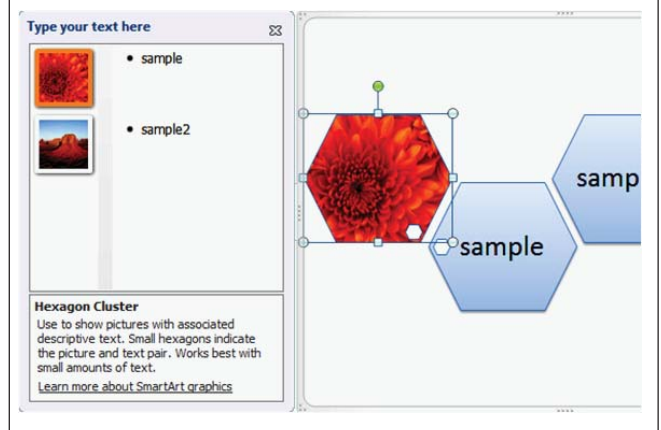 Type your text here
• sample
• sample2
Hexagon Cluster
Use to show pictures with associated
descriptive text. Small hexagons indicate
the picture and text pair. Works best with
small amounts of text.
Learn more about SmartArt graphics
sample
samp